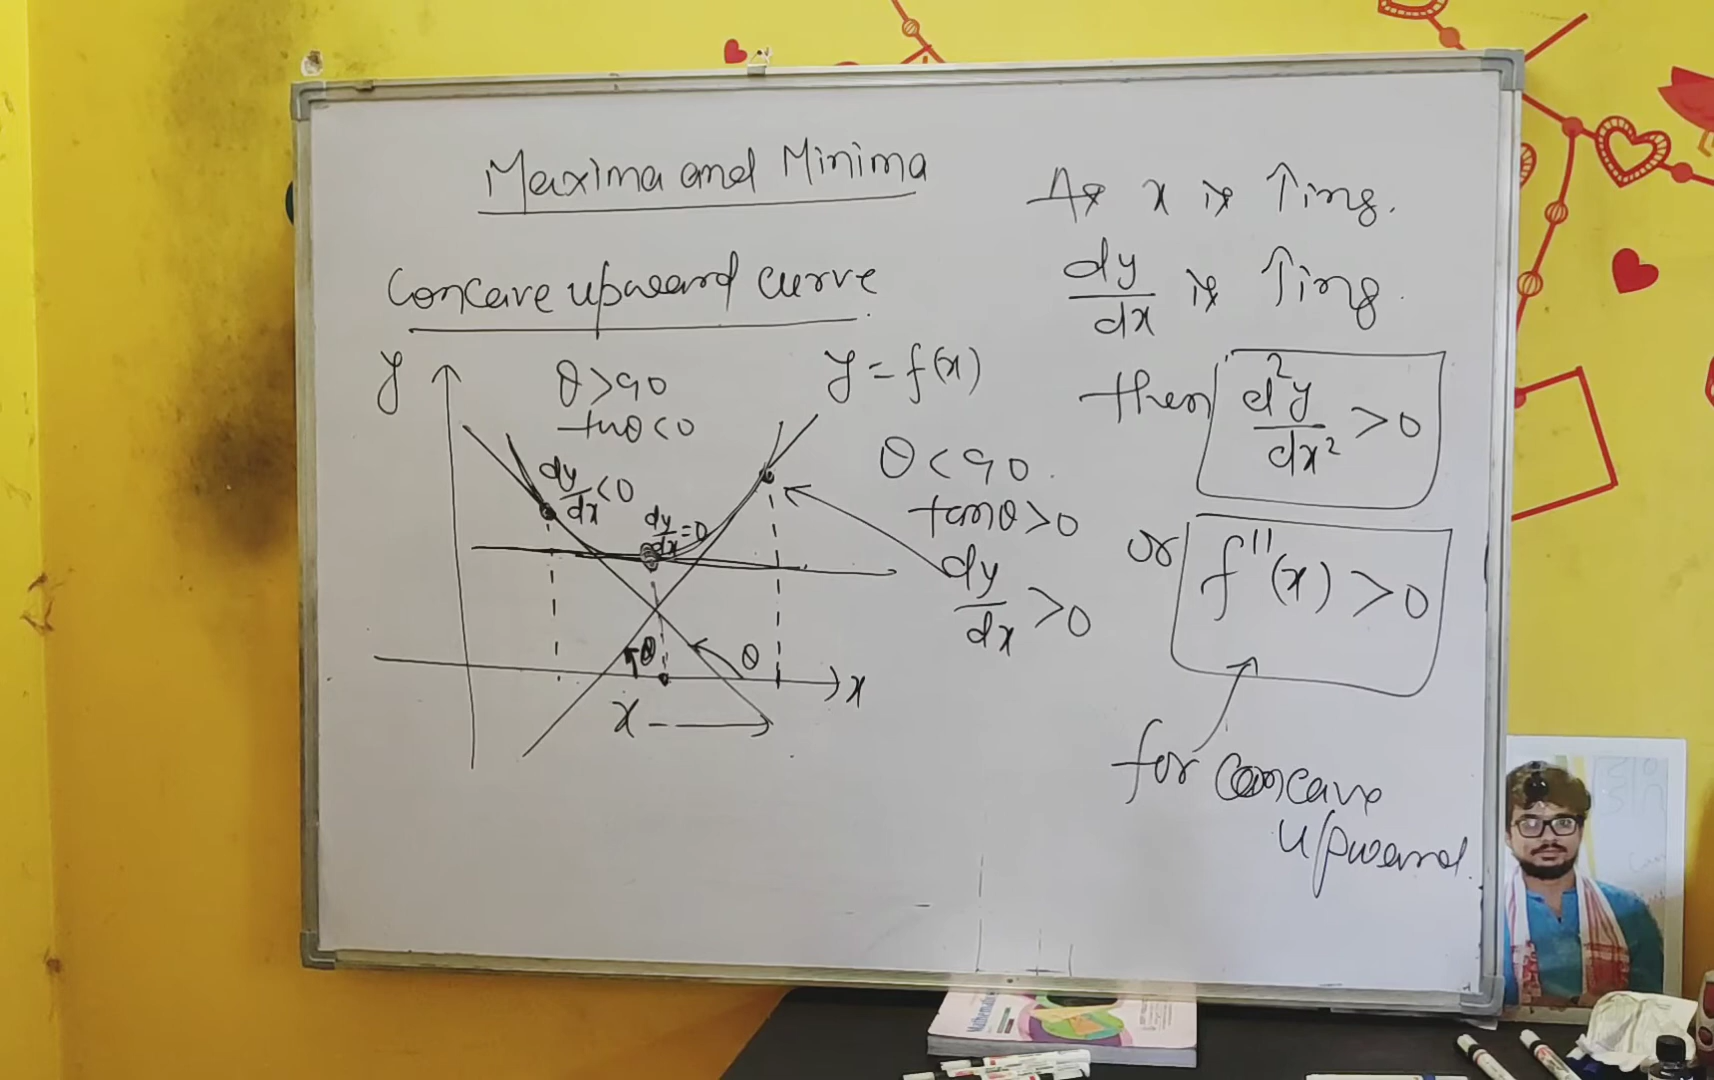 Maxima and Minima
Concave upward curve
y
θ > 90
tanθ < 0
y = f(x)
dy/dx < 0
dy/dx = 0
θ
θ
x
x
θ < 90
tanθ > 0
dy/dx > 0
As x is ↑ing.
dy/dx is ↑ing.
then d²y/dx² > 0
or f''(x) > 0
for concave
upward.
Mathematics